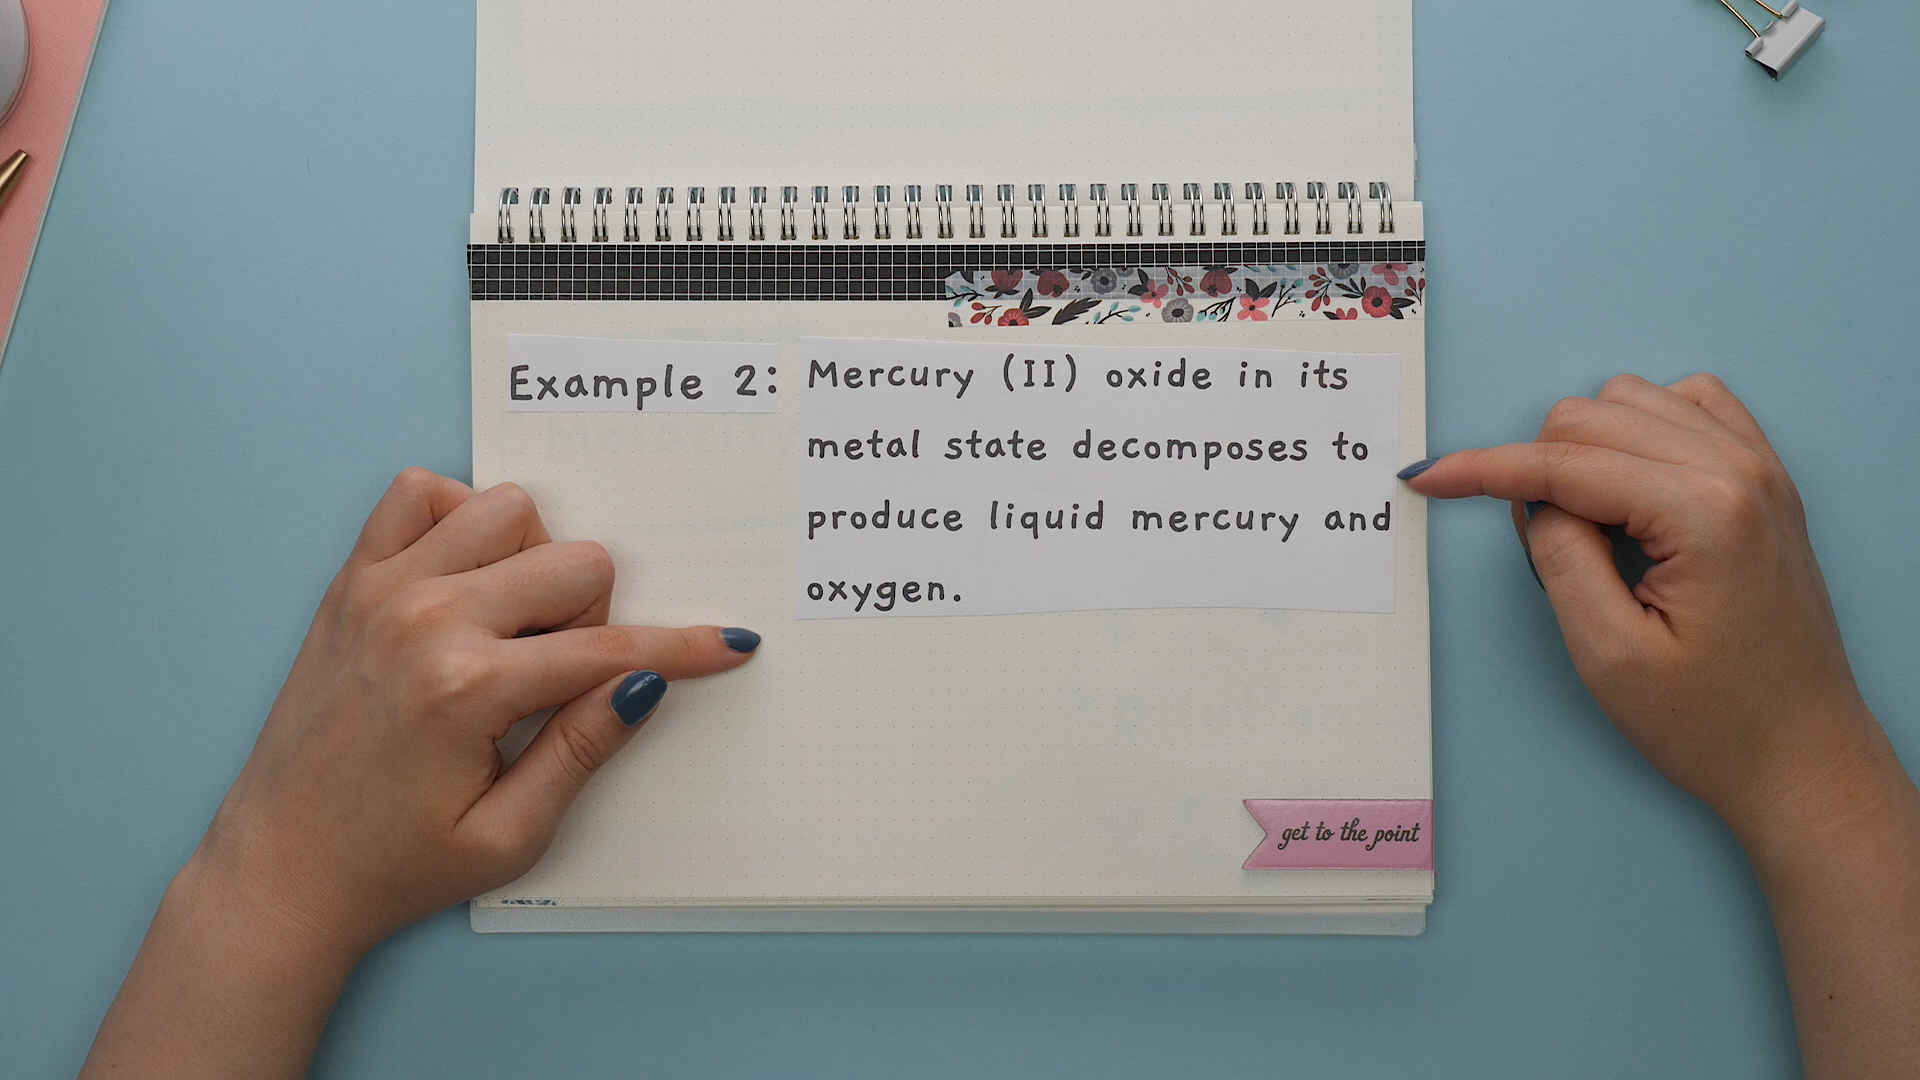 Example 2: Mercury (II) oxide in its
metal state decomposes to
produce liquid mercury and
oxygen.
get to the point